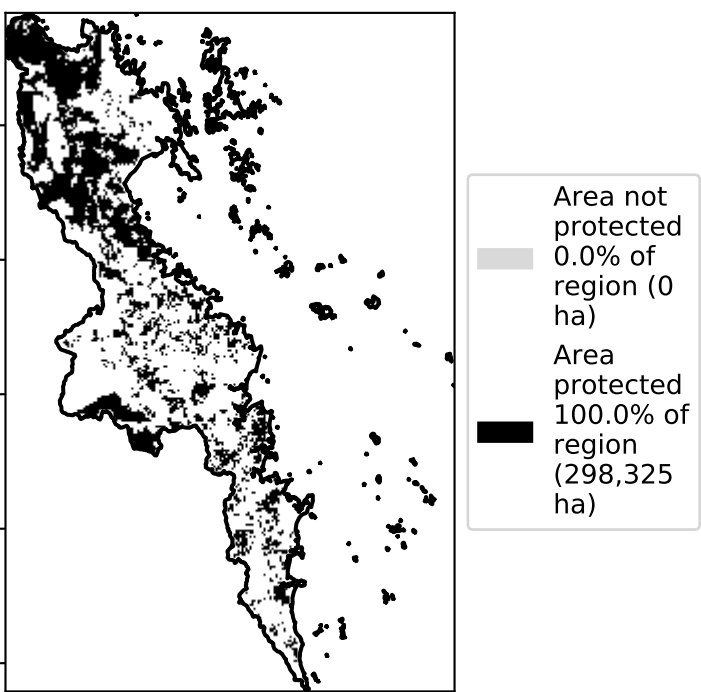 Area not
protected
0.0% of
region (0
ha)
Area
protected
100.0% of
region
(298,325
ha)